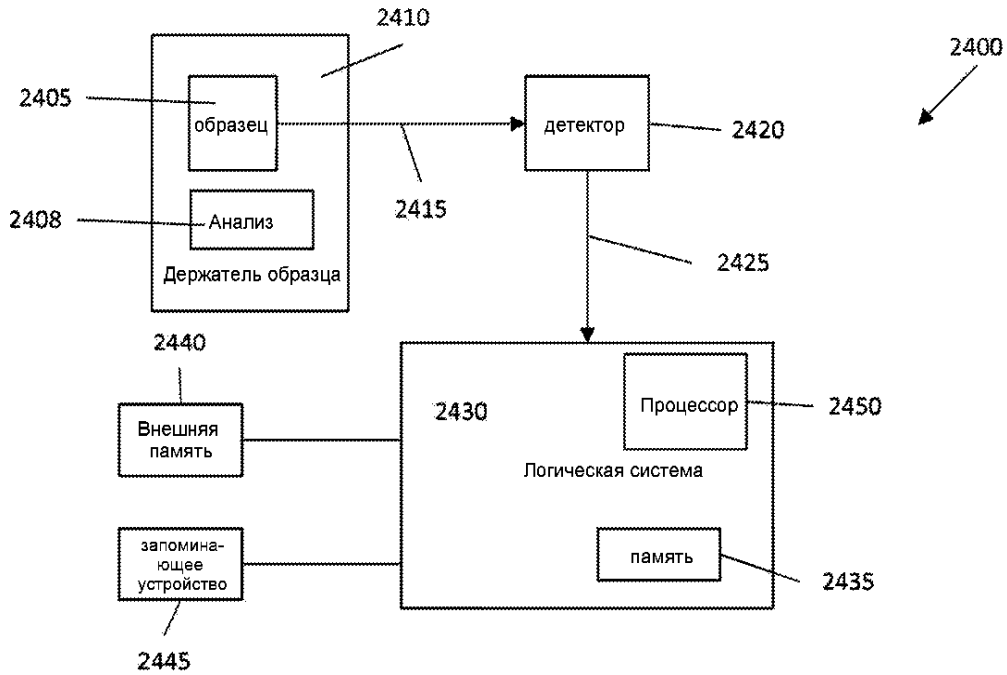 2410
2400
2405
образец
детектор
2420
2415
2408
Анализ
Держатель образца
2425
2440
Внешняя
память
2430
Процессор
2450
Логическая система
запомина-
ющее
устройство
память
2435
2445